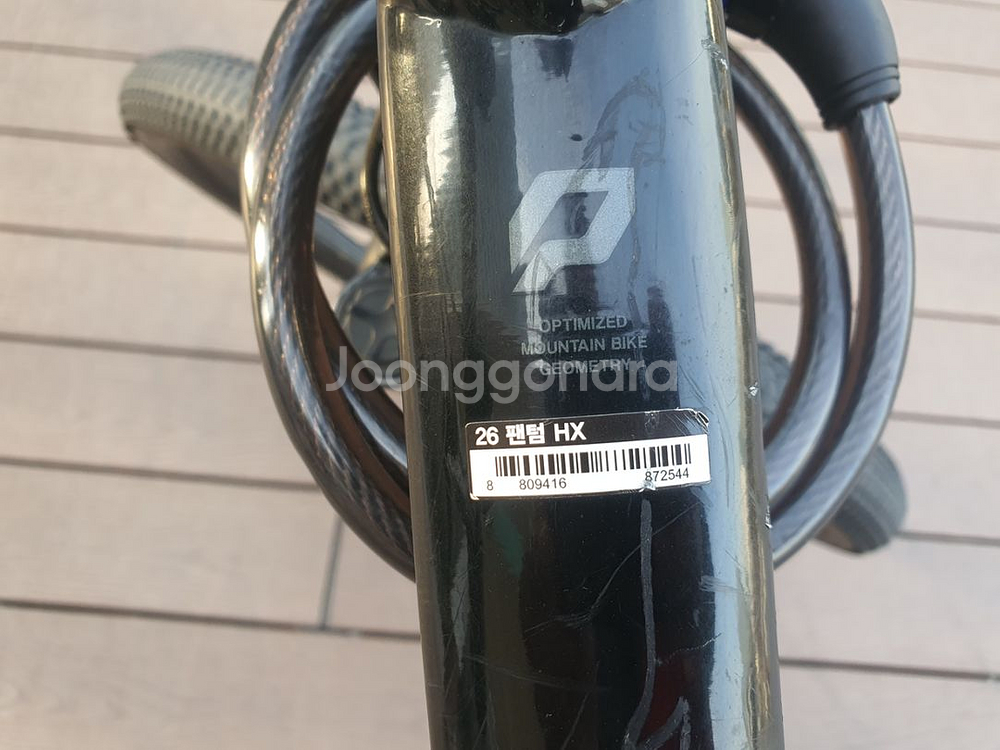 OPTIMIZED
MOUNTAIN BIKE
GEOMETRY
Joonggonara
26 팬텀 HX
8 809416 872544